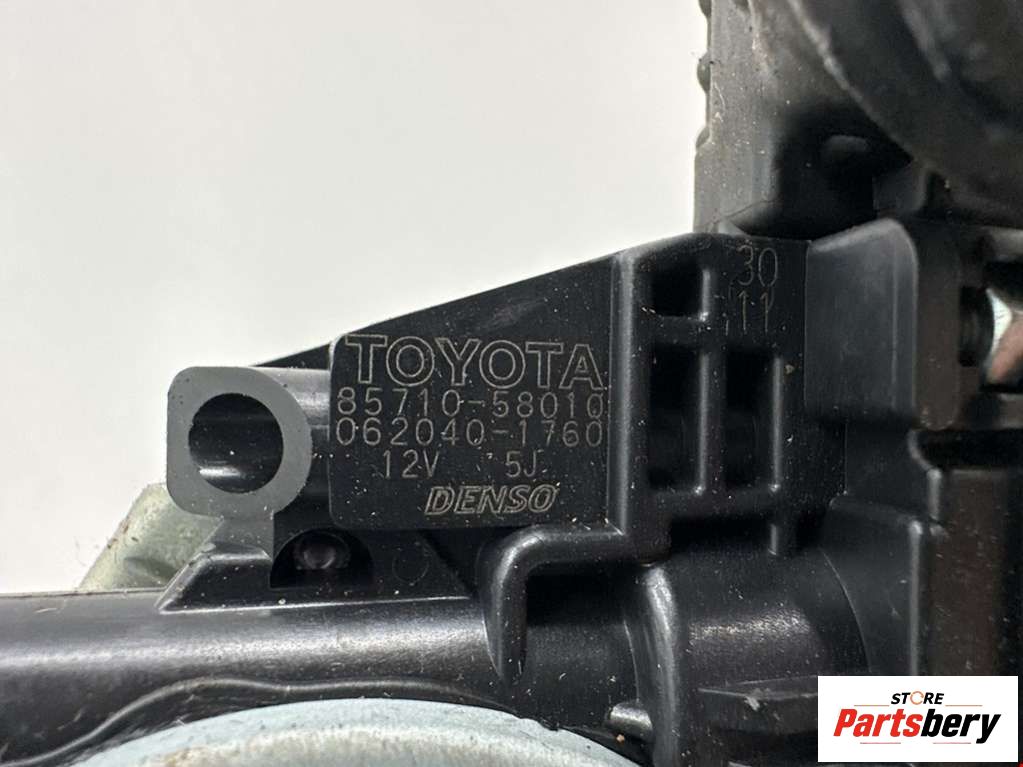 30
11
TOYOTA
85710-58010
062040-1760
12V 5J
DENSO
STORE
Partsbery